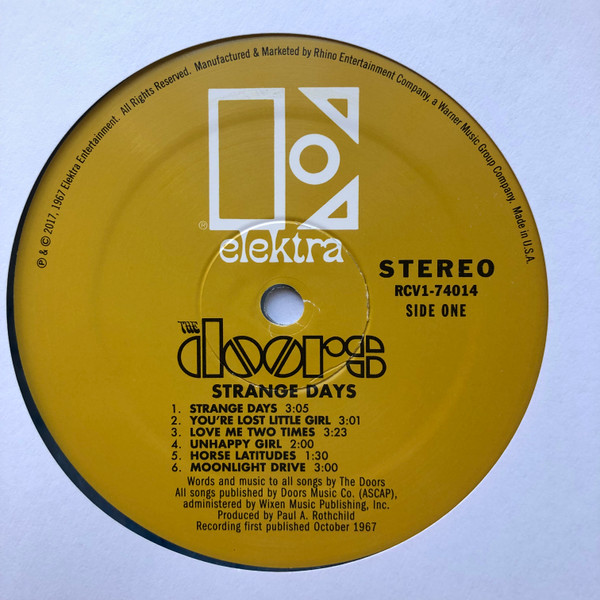 ℗ & © 2017, 1967 Elektra Entertainment. All Rights Reserved. Manufactured & Marketed by Rhino Entertainment Company, a Warner Music Group Company. Made in U.S.A.
®
elektra
STEREO
RCV1-74014
SIDE ONE
THE
doors
STRANGE DAYS
1. STRANGE DAYS 3:05
2. YOU'RE LOST LITTLE GIRL 3:01
3. LOVE ME TWO TIMES 3:23
4. UNHAPPY GIRL 2:00
5. HORSE LATITUDES 1:30
6. MOONLIGHT DRIVE 3:00
Words and music to all songs by The Doors
All songs published by Doors Music Co. (ASCAP),
administered by Wixen Music Publishing, Inc.
Produced by Paul A. Rothchild
Recording first published October 1967